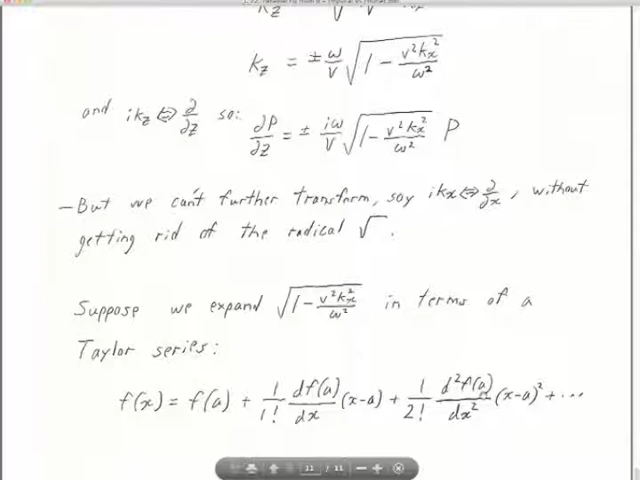 k_z = ± ω/v √(1 − v²k_x²/ω²)
and ik_z ⇔ ∂/∂z so: ∂P/∂z = ± iω/v √(1 − v²k_x²/ω²) P
– But we can't further transform, say ik_x ⇔ ∂/∂x, without
getting rid of the radical √ .
Suppose we expand √(1 − v²k_x²/ω²) in terms of a
Taylor series:
f(x) = f(a) + 1/1! df(a)/dx (x-a) + 1/2! d²f(a)/dx² (x-a)² + ...
11 / 11